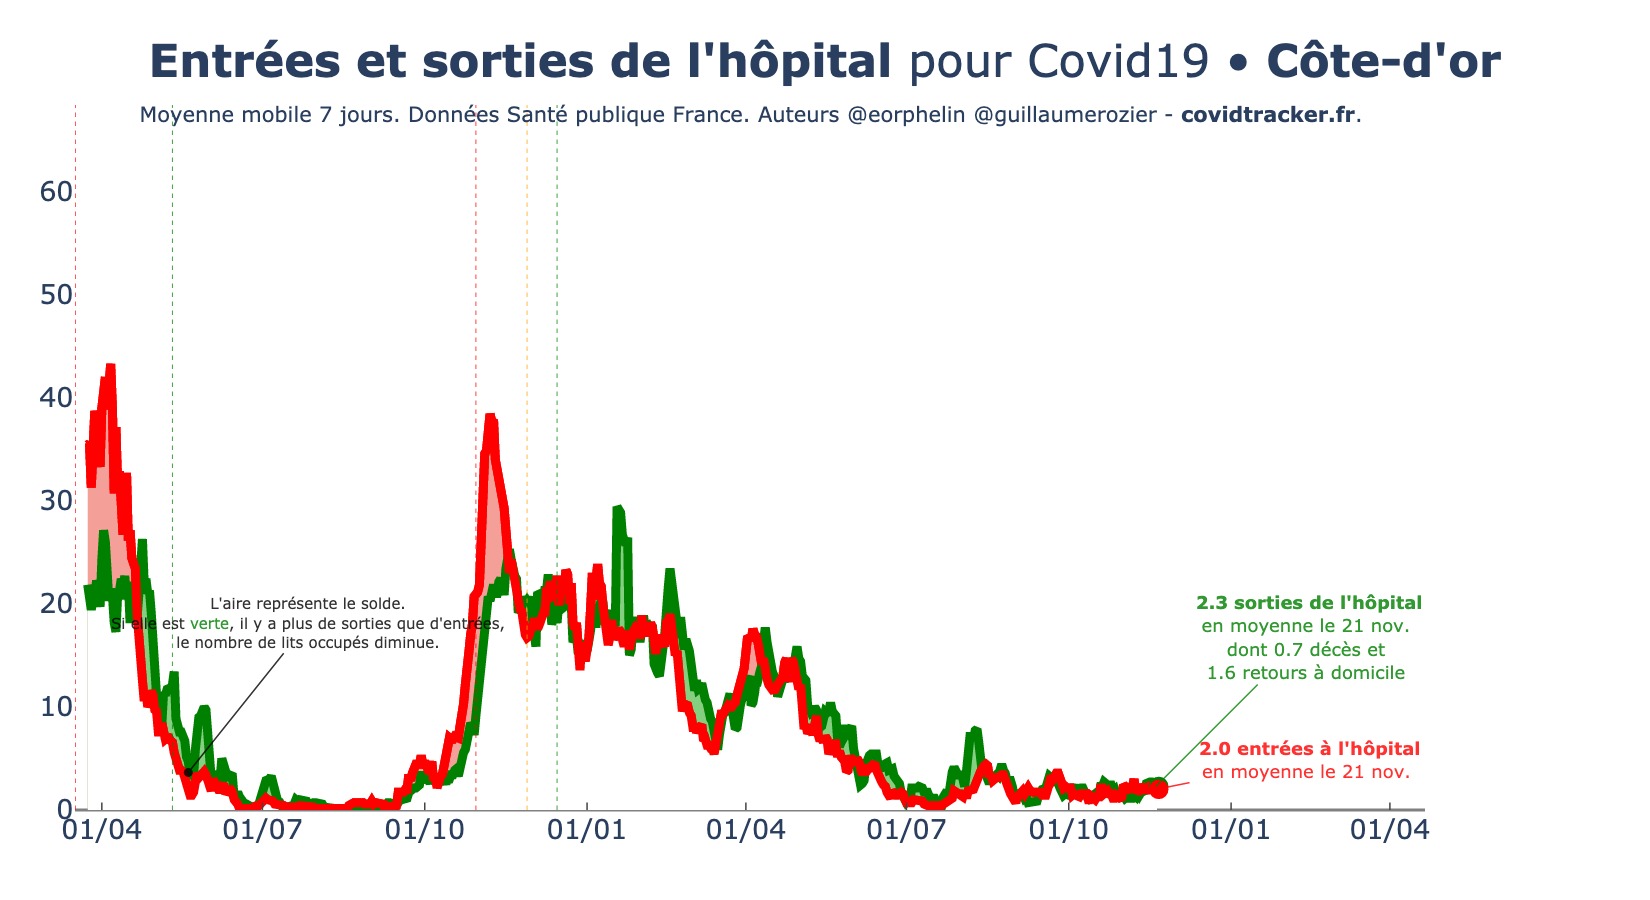 Entrées et sorties de l'hôpital pour Covid19 • Côte-d'or
Moyenne mobile 7 jours. Données Santé publique France. Auteurs @eorphelin @guillaumerozier - covidtracker.fr.
60
50
40
30
20
10
0
L'aire représente le solde.
Si elle est verte, il y a plus de sorties que d'entrées,
le nombre de lits occupés diminue.
2.3 sorties de l'hôpital
en moyenne le 21 nov.
dont 0.7 décès et
1.6 retours à domicile
2.0 entrées à l'hôpital
en moyenne le 21 nov.
01/04 01/07 01/10 01/01 01/04 01/07 01/10 01/01 01/04